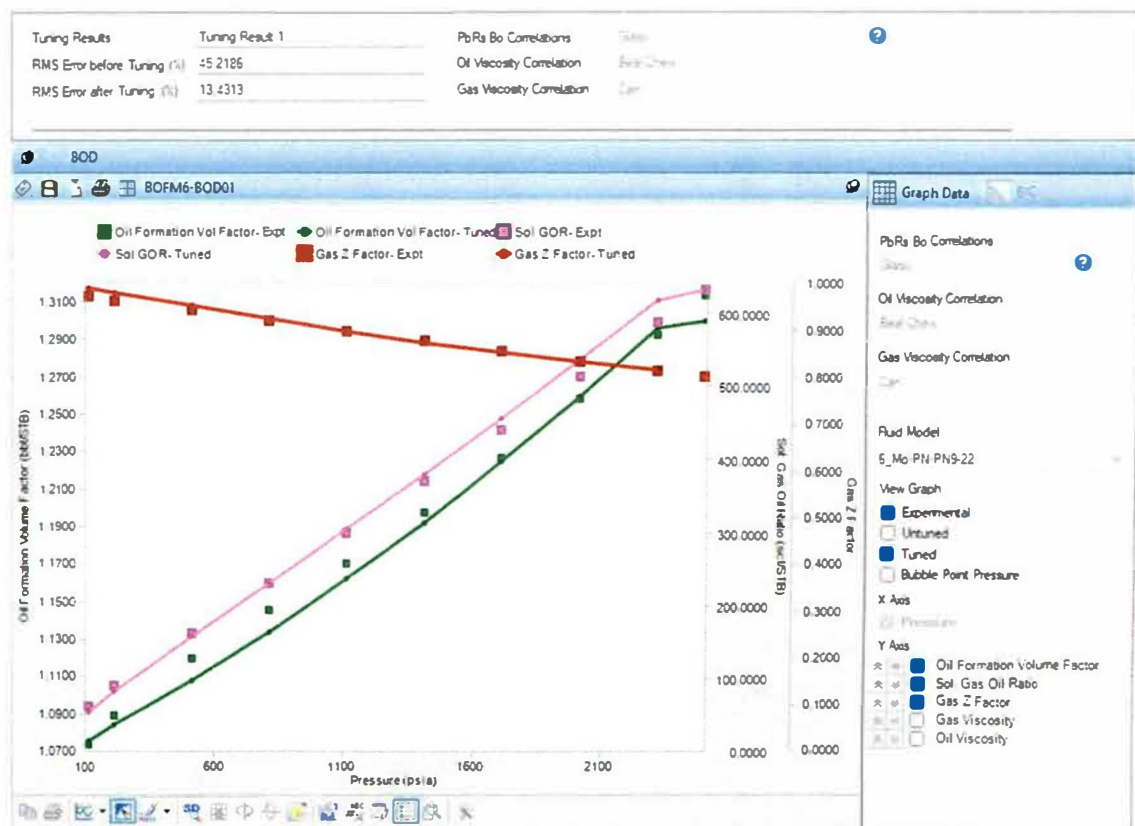 Tuning Results Tuning Result 1 PbRs Bo Correlations
RMS Error before Tuning (%) 45.2186 Oil Viscosity Correlation
RMS Error after Tuning (%) 13.4313 Gas Viscosity Correlation
BOD
BOFM6-BOD01
Oil Formation Vol Factor- Expt Oil Formation Vol Factor- Tuned Sol GOR- Expt
Sol GOR- Tuned Gas Z Factor- Expt Gas Z Factor- Tuned
Oil Formation Volume Factor (bbl/STB)
1.3100
1.2900
1.2700
1.2500
1.2300
1.2100
1.1900
1.1700
1.1500
1.1300
1.1100
1.0900
1.0700
100 600 1100 1600 2100
Pressure(psia)
600.0000
500.0000
400.0000
300.0000
200.0000
100.0000
0.0000
Sol. Gas Oil Ratio (scf/STB)
1.0000
0.9000
0.8000
0.7000
0.6000
0.5000
0.4000
0.3000
0.2000
0.1000
0.0000
Gas Z Factor
Graph Data
PbRs Bo Correlations
Oil Viscosity Correlation
Gas Viscosity Correlation
Fluid Model
View Graph
Experimental
Untuned
Tuned
Bubble Point Pressure
X Axis
Pressure
Y Axis
Oil Formation Volume Factor
Sol. Gas Oil Ratio
Gas Z Factor
Gas Viscosity
Oil Viscosity